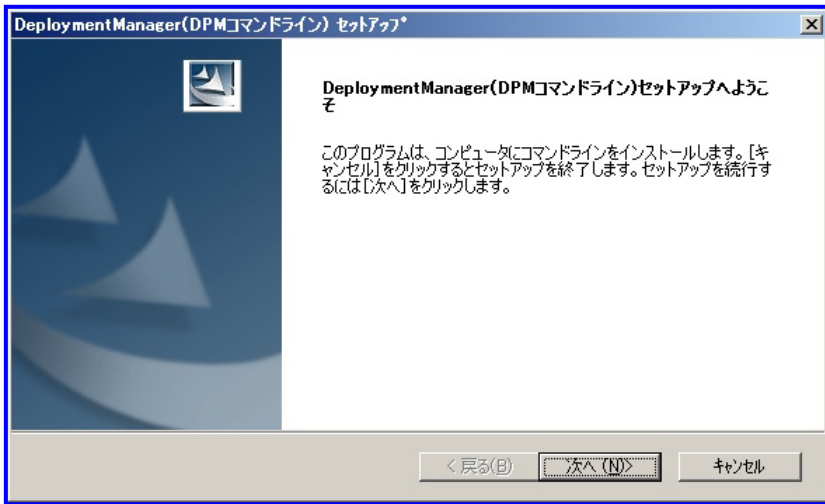 DeploymentManager(DPMコマンドライン) セットアップ
DeploymentManager(DPMコマンドライン)セットアップへようこ
そ
このプログラムは、コンピュータにコマンドラインをインストールします。[キ
ャンセル]をクリックするとセットアップを終了します。セットアップを続行す
るには[次へ]をクリックします。
< 戻る(B)
次へ (N)>
キャンセル